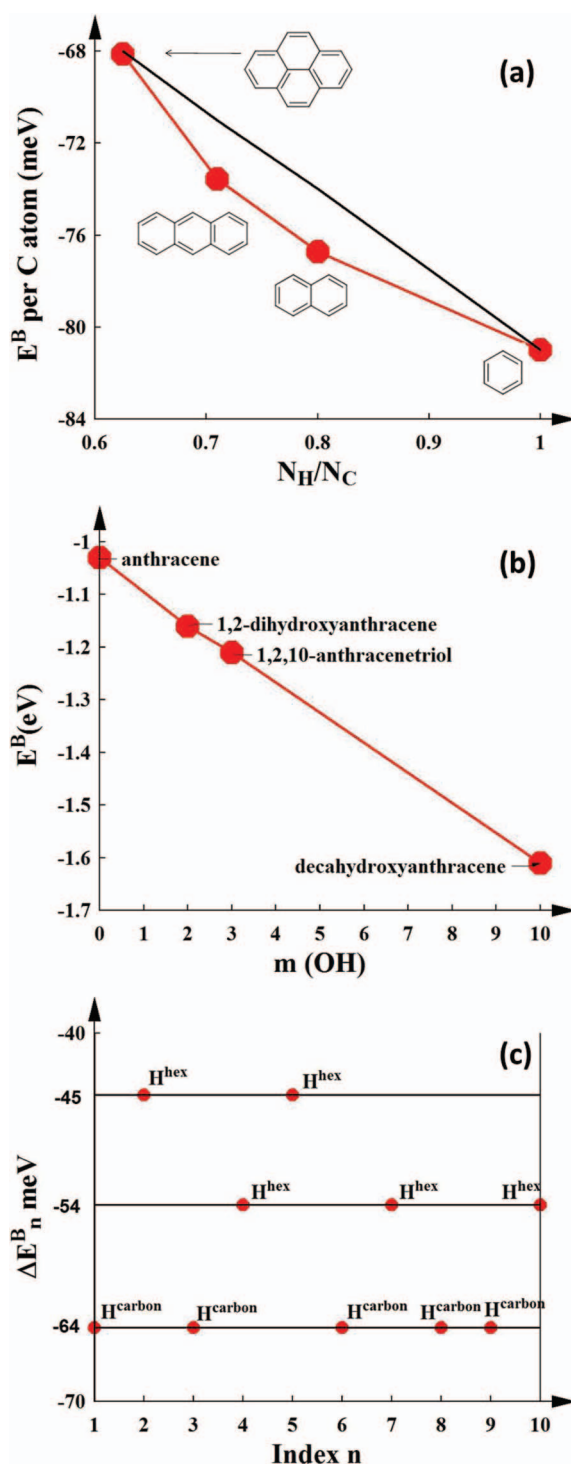 (a)
E^B per C atom (meV)
-68
-72
-76
-80
-84
0.6
0.7
0.8
0.9
1
N_H/N_C
(b)
E^B(eV)
-1
-1.1
-1.2
-1.3
-1.4
-1.5
-1.6
-1.7
anthracene
1,2-dihydroxyanthracene
1,2,10-anthracenetriol
decahydroxyanthracene
0 1 2 3 4 5 6 7 8 9 10
m (OH)
(c)
ΔE^B_n meV
-40
-45
-54
-64
-70
H^hex H^hex
H^hex H^hex H^hex
H^carbon H^carbon H^carbon H^carbon H^carbon
1 2 3 4 5 6 7 8 9 10
Index n